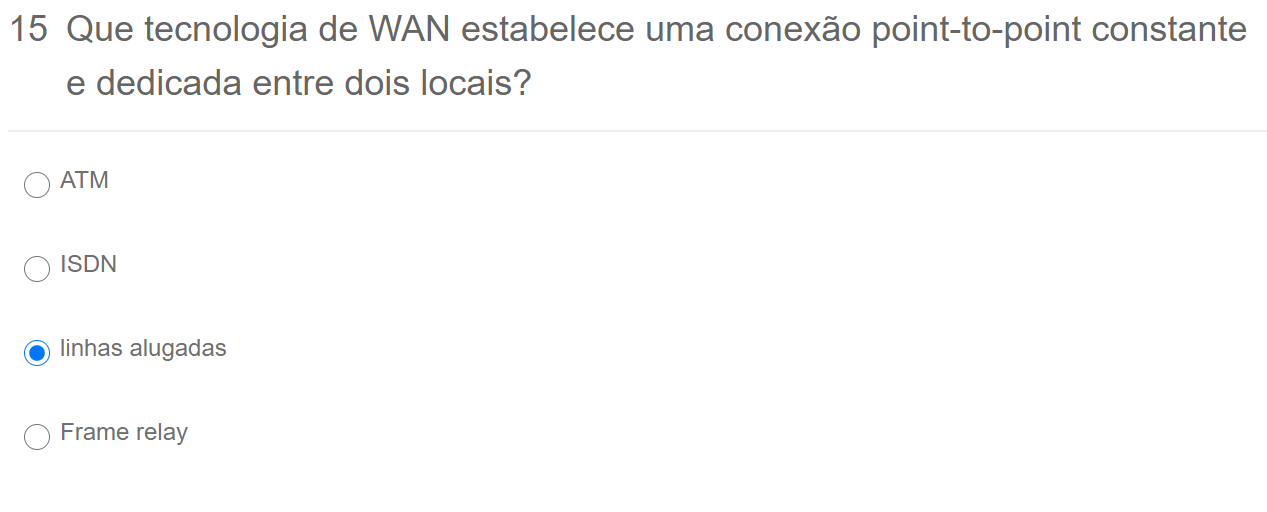 15 Que tecnologia de WAN estabelece uma conexão point-to-point constante
e dedicada entre dois locais?
ATM
ISDN
linhas alugadas
Frame relay